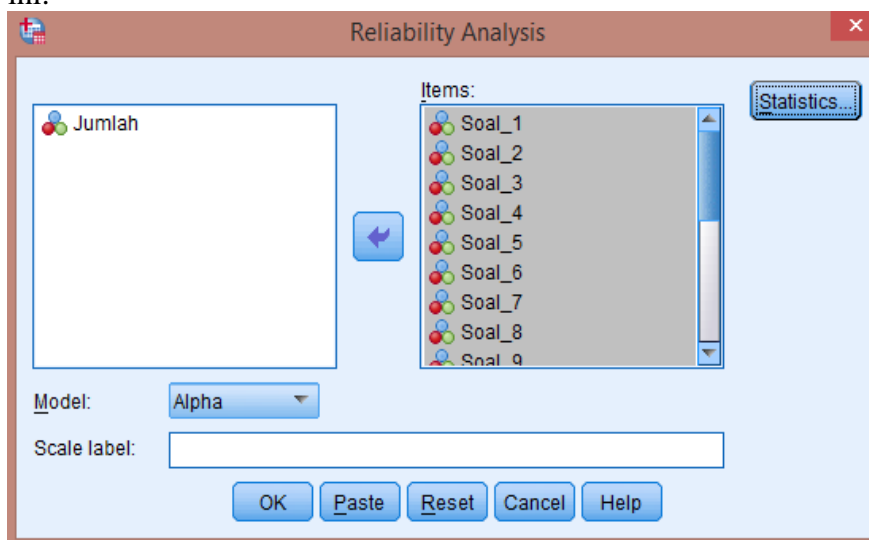 Reliability Analysis
Items:
Statistics...
Jumlah
Soal_1
Soal_2
Soal_3
Soal_4
Soal_5
Soal_6
Soal_7
Soal_8
Soal_9
Model:
Alpha
Scale label:
OK
Paste
Reset
Cancel
Help